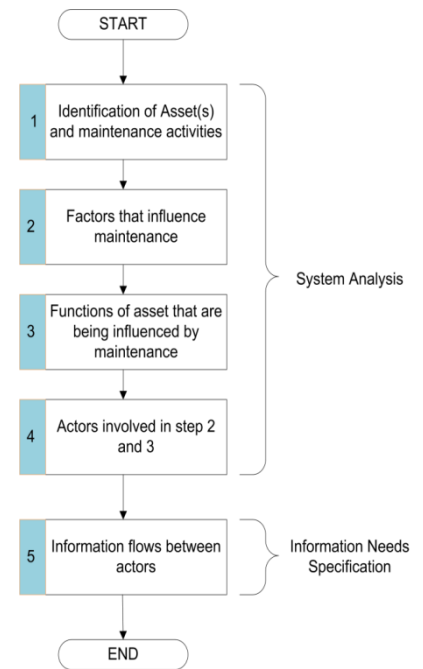 START
1
Identification of Asset(s)
and maintenance activities
2
Factors that influence
maintenance
3
Functions of asset that are
being influenced by
maintenance
System Analysis
4
Actors involved in step 2
and 3
5
Information flows between
actors
Information Needs
Specification
END